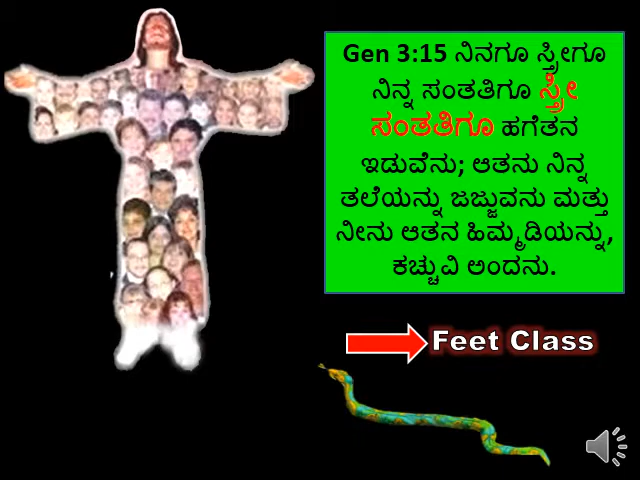 Gen 3:15 ನಿನಗೂ ಸ್ತ್ರೀಗೂ
ನಿನ್ನ ಸಂತತಿಗೂ ಸ್ತ್ರೀ
ಸಂತತಿಗೂ ಹಗೆತನ
ಇಡುವೆನು; ಆತನು ನಿನ್ನ
ತಲೆಯನ್ನು ಜಜ್ಜುವನು ಮತ್ತು
ನೀನು ಆತನ ಹಿಮ್ಮಡಿಯನ್ನು,
ಕಚ್ಚುವಿ ಅಂದನು.
Feet Class